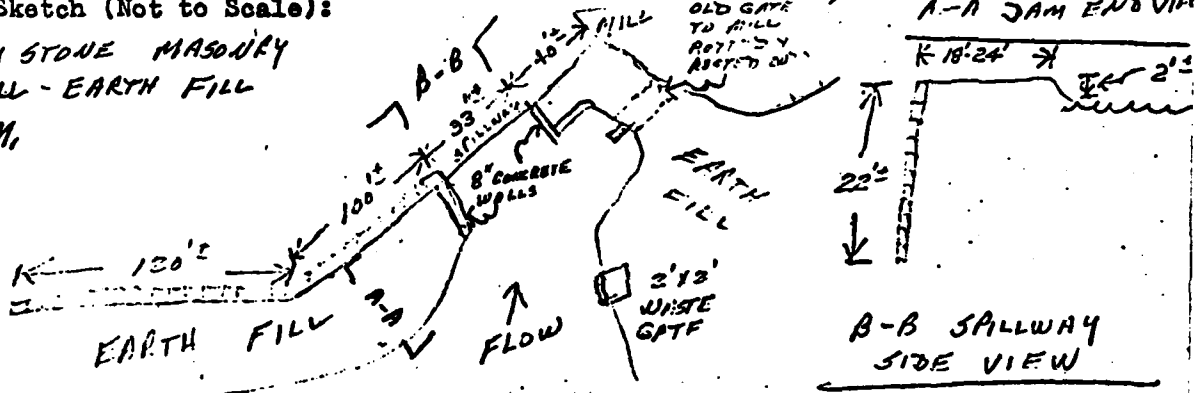 Sketch (Not to Scale):
STONE MASONRY
LL - EARTH FILL
B-B
MILL
40'±
33'±
SPILLWAY
100'±
130'±
8" CONCRETE
WALLS
A-A
EARTH FILL
FLOW
OLD GATE
TO MILL
EARTH
FILL
2'X2'
WASTE
GATE
A-A DAM END VIEW
18'-24'
2'±
22'±
B-B SPILLWAY
SIDE VIEW